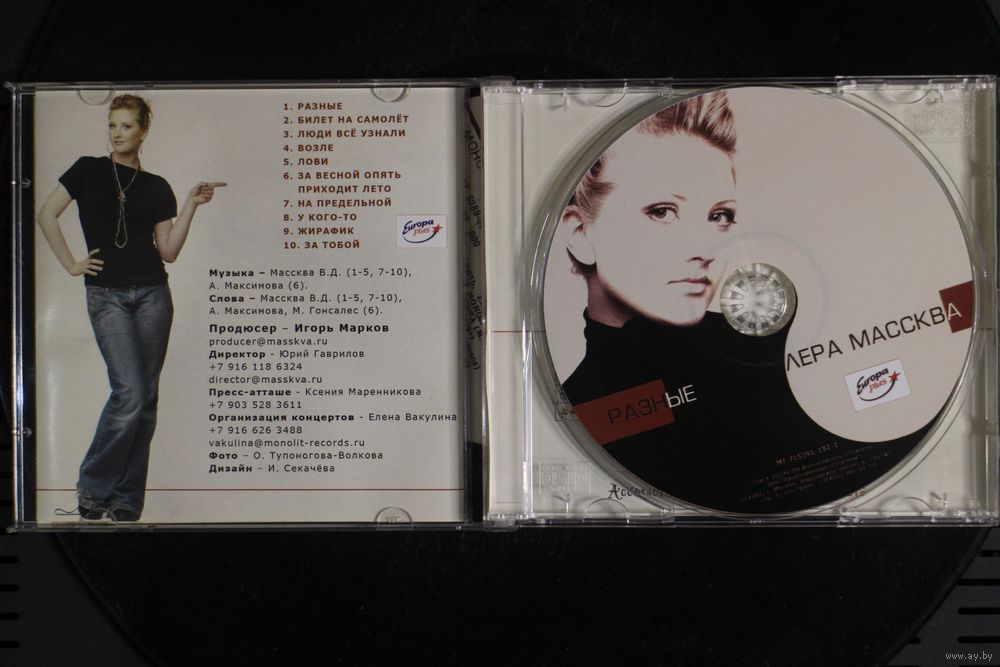 1. РАЗНЫЕ
2. БИЛЕТ НА САМОЛЁТ
3. ЛЮДИ ВСЁ УЗНАЛИ
4. ВОЗЛЕ
5. ЛОВИ
6. ЗА ВЕСНОЙ ОПЯТЬ
ПРИХОДИТ ЛЕТО
7. НА ПРЕДЕЛЬНОЙ
8. У КОГО-ТО
9. ЖИРАФИК
10. ЗА ТОБОЙ
Europa
Plus
Музыка – Массква В.Д. (1-5, 7-10),
А. Максимова (6).
Слова – Массква В.Д. (1-5, 7-10),
А. Максимова, М. Гонсалес (6).
Продюсер – Игорь Марков
producer@masskva.ru
Директор - Юрий Гаврилов
+7 916 118 6324
director@masskva.ru
Пресс-атташе - Ксения Маренникова
+7 903 528 3611
Организация концертов - Елена Вакулина
+7 916 626 3488
vakulina@monolit-records.ru
Фото – О. Тупоногова-Волкова
Дизайн – И. Секачёва
ЛЕРА МАССКВА
Europa
Plus
РАЗНЫЕ
MT 715391-192-1
www.ay.by